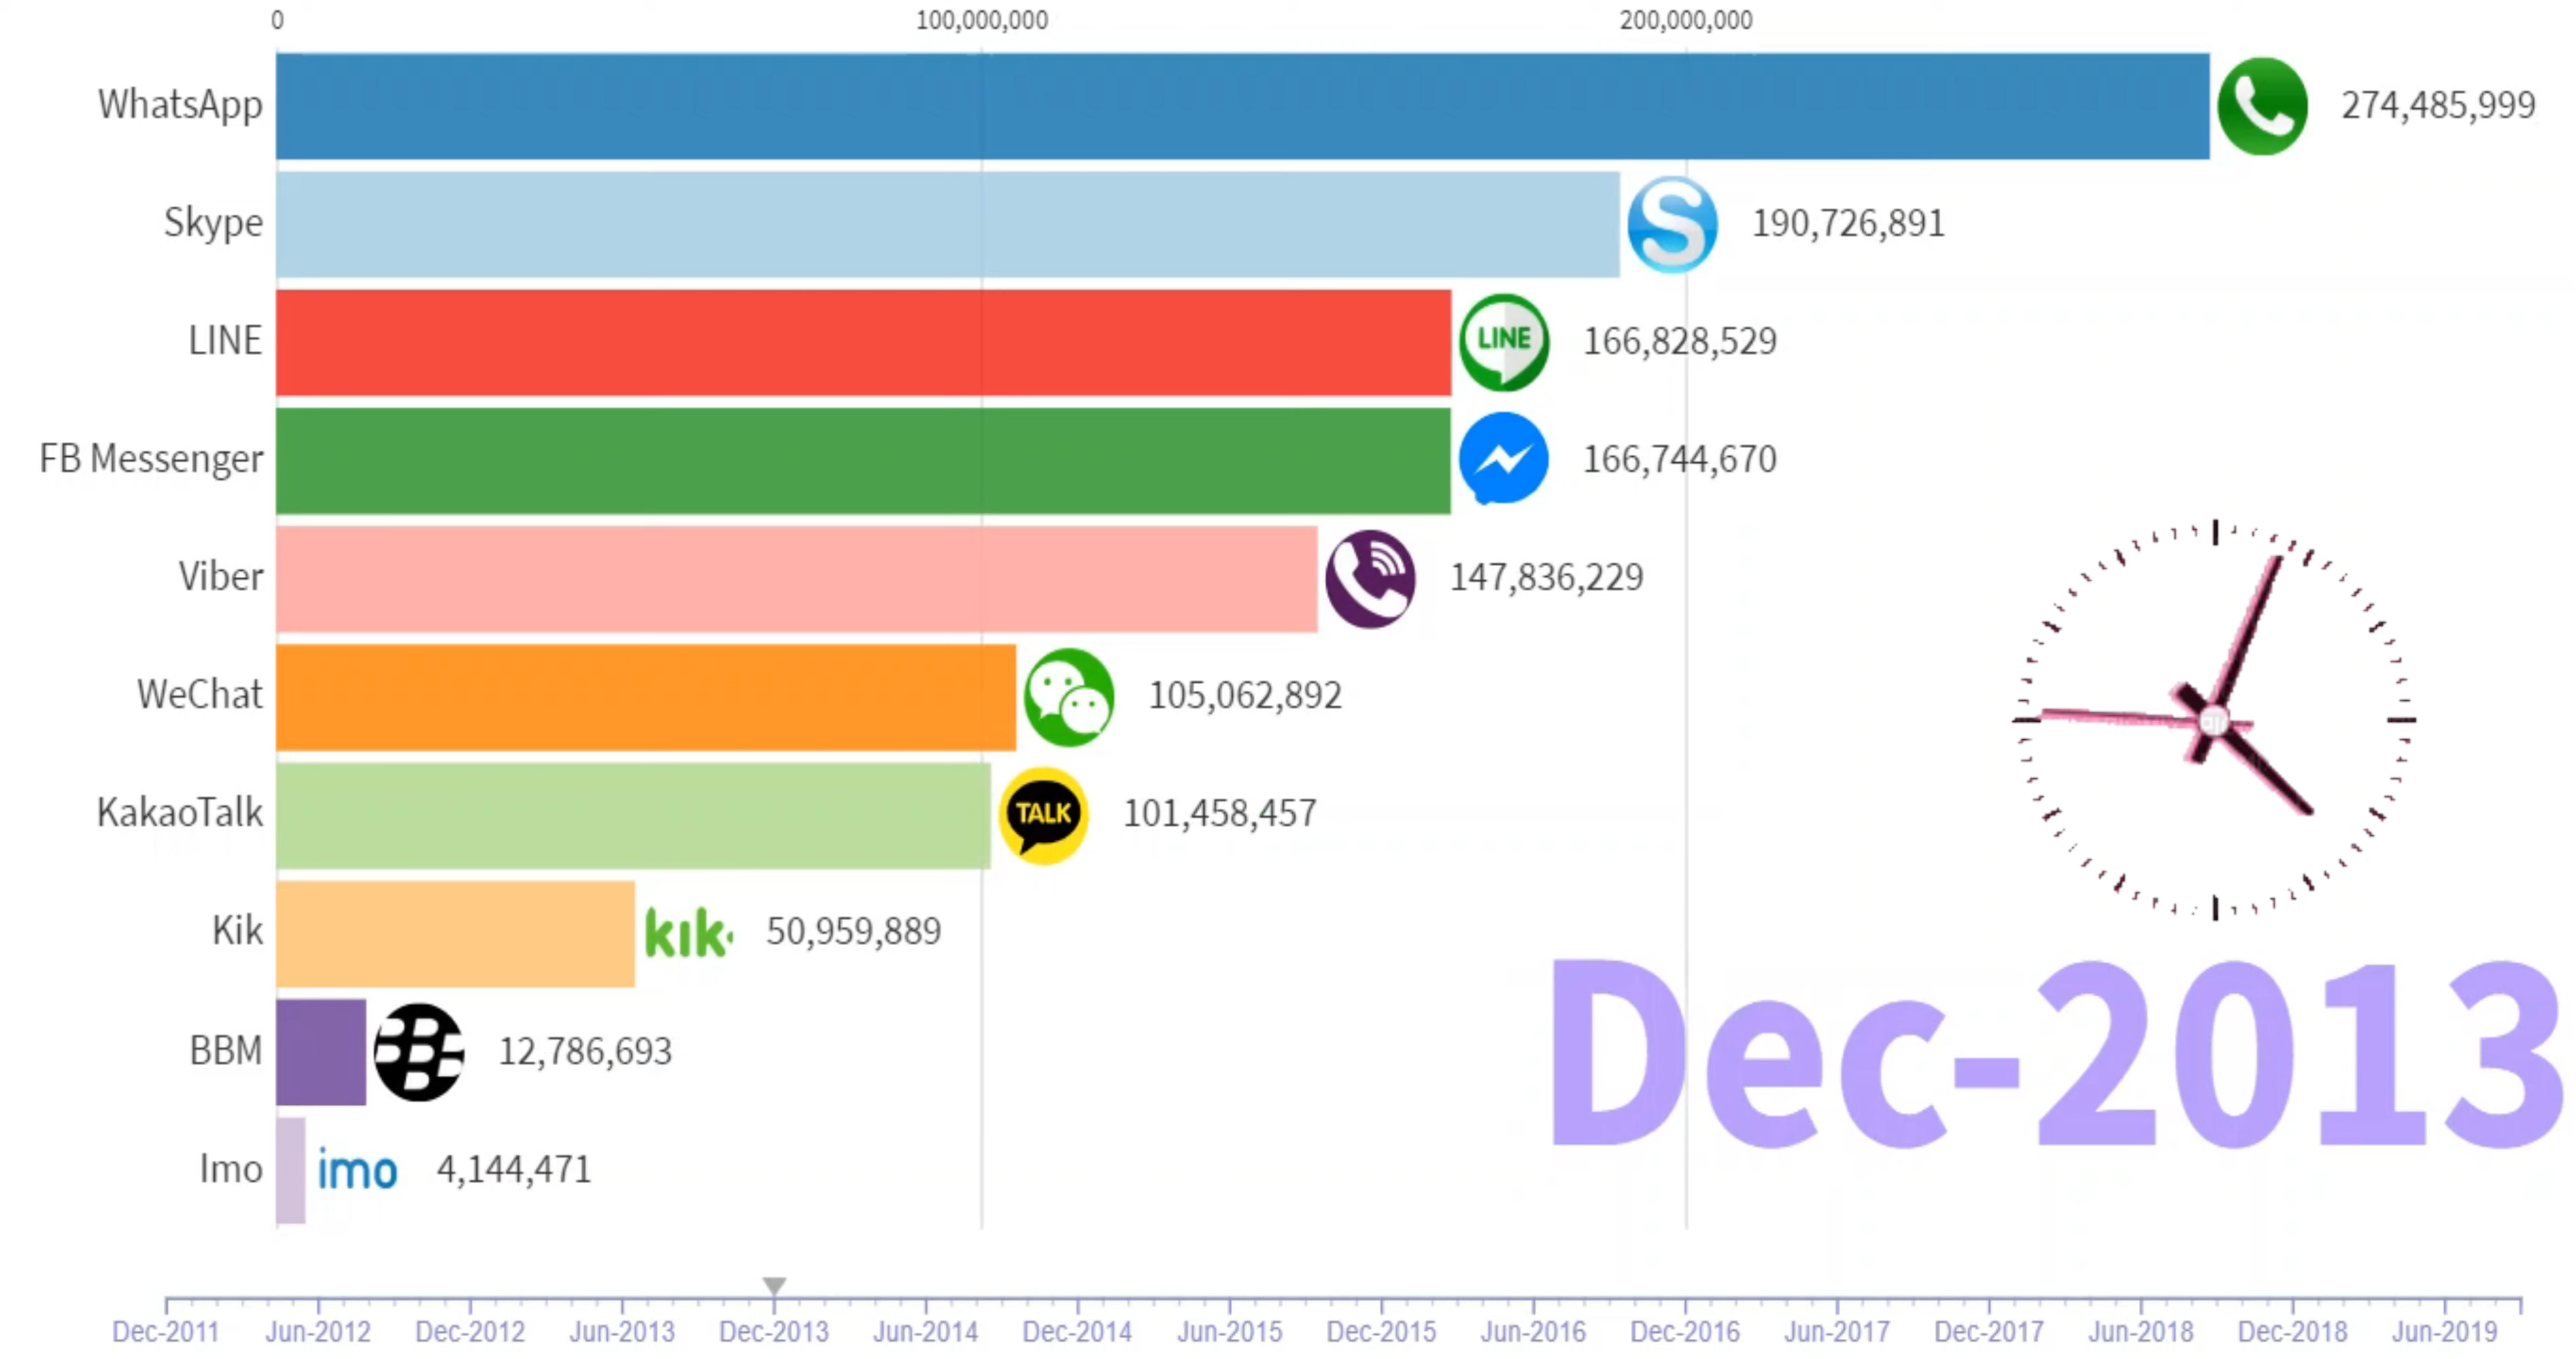 0 100,000,000 200,000,000
WhatsApp 274,485,999
Skype S 190,726,891
LINE LINE 166,828,529
FB Messenger 166,744,670
Viber 147,836,229
WeChat 105,062,892
KakaoTalk TALK 101,458,457
Kik kik 50,959,889
BBM 12,786,693
Imo imo 4,144,471
Dec-2013
Dec-2011 Jun-2012 Dec-2012 Jun-2013 Dec-2013 Jun-2014 Dec-2014 Jun-2015 Dec-2015 Jun-2016 Dec-2016 Jun-2017 Dec-2017 Jun-2018 Dec-2018 Jun-2019